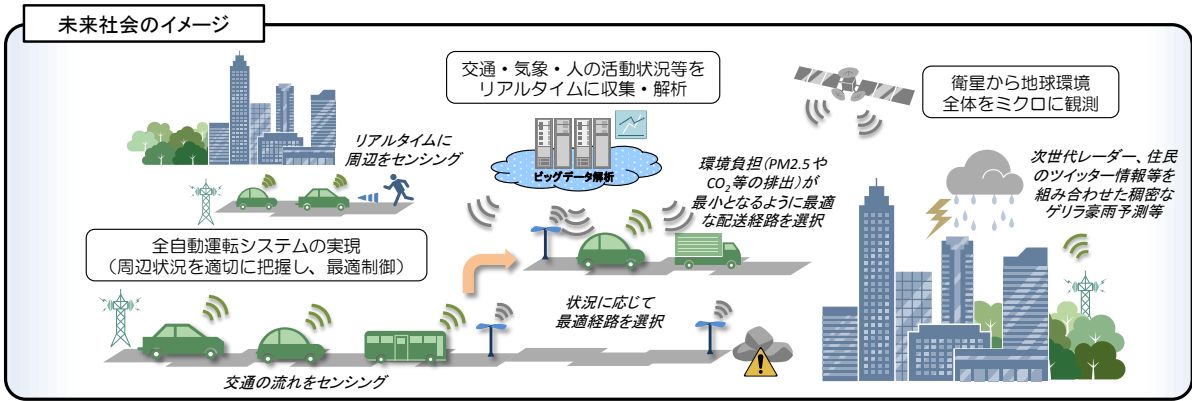 未来社会のイメージ
交通・気象・人の活動状況等を
リアルタイムに収集・解析
衛星から地球環境
全体をミクロに観測
リアルタイムに
周辺をセンシング
ビッグデータ解析
環境負担(PM2.5や
CO₂等の排出)が
最小となるように最適
な配送経路を選択
次世代レーダー、住民
のツイッター情報等を
組み合わせた稠密な
ゲリラ豪雨予測等
全自動運転システムの実現
(周辺状況を適切に把握し、最適制御)
状況に応じて
最適経路を選択
交通の流れをセンシング